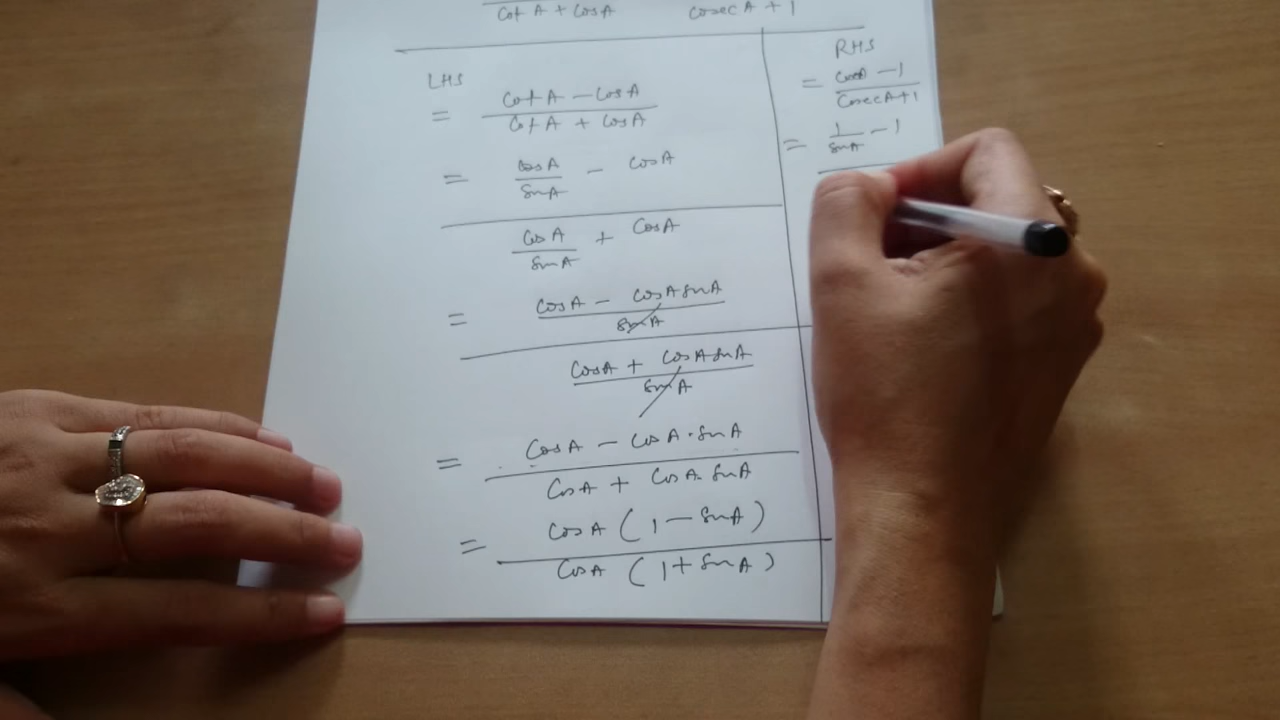 Cot A + Cos A    Cosec A + 1
LHS
= Cot A - Cos A
Cot A + Cos A
= Cos A - Cos A
Sin A
Cos A + Cos A
Sin A
= Cos A - Cos A Sin A
Sin A
Cos A + Cos A Sin A
Sin A
= Cos A - Cos A . Sin A
Cos A + Cos A. Sin A
= Cos A ( 1 - Sin A )
Cos A ( 1 + Sin A )
RHS
= - 1
Cosec A + 1
= 1 - 1
Sin A